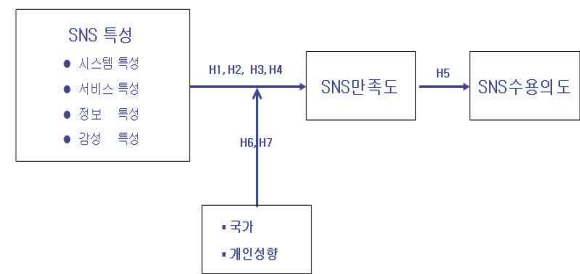 SNS 특성
● 시스템 특성
● 서비스 특성
● 정보 특성
● 감성 특성
H1,H2, H3,H4
SNS만족도
H5
SNS수용의도
H6,H7
▪ 국가
▪ 개인성향